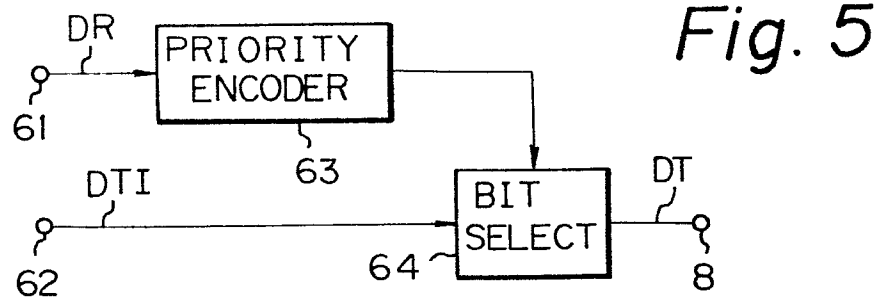 Fig. 5
DR
PRIORITY
ENCODER
61
63
DTI
BIT
SELECT
DT
62
64
8